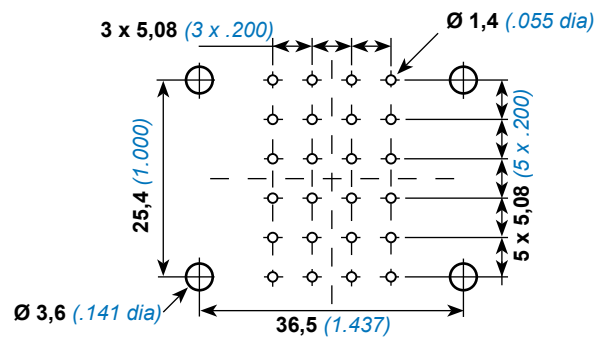 3 x 5,08 (3 x .200)
Ø 1,4 (.055 dia)
25,4 (1.000)
5 x 5,08 (5 x .200)
Ø 3,6 (.141 dia)
36,5 (1.437)